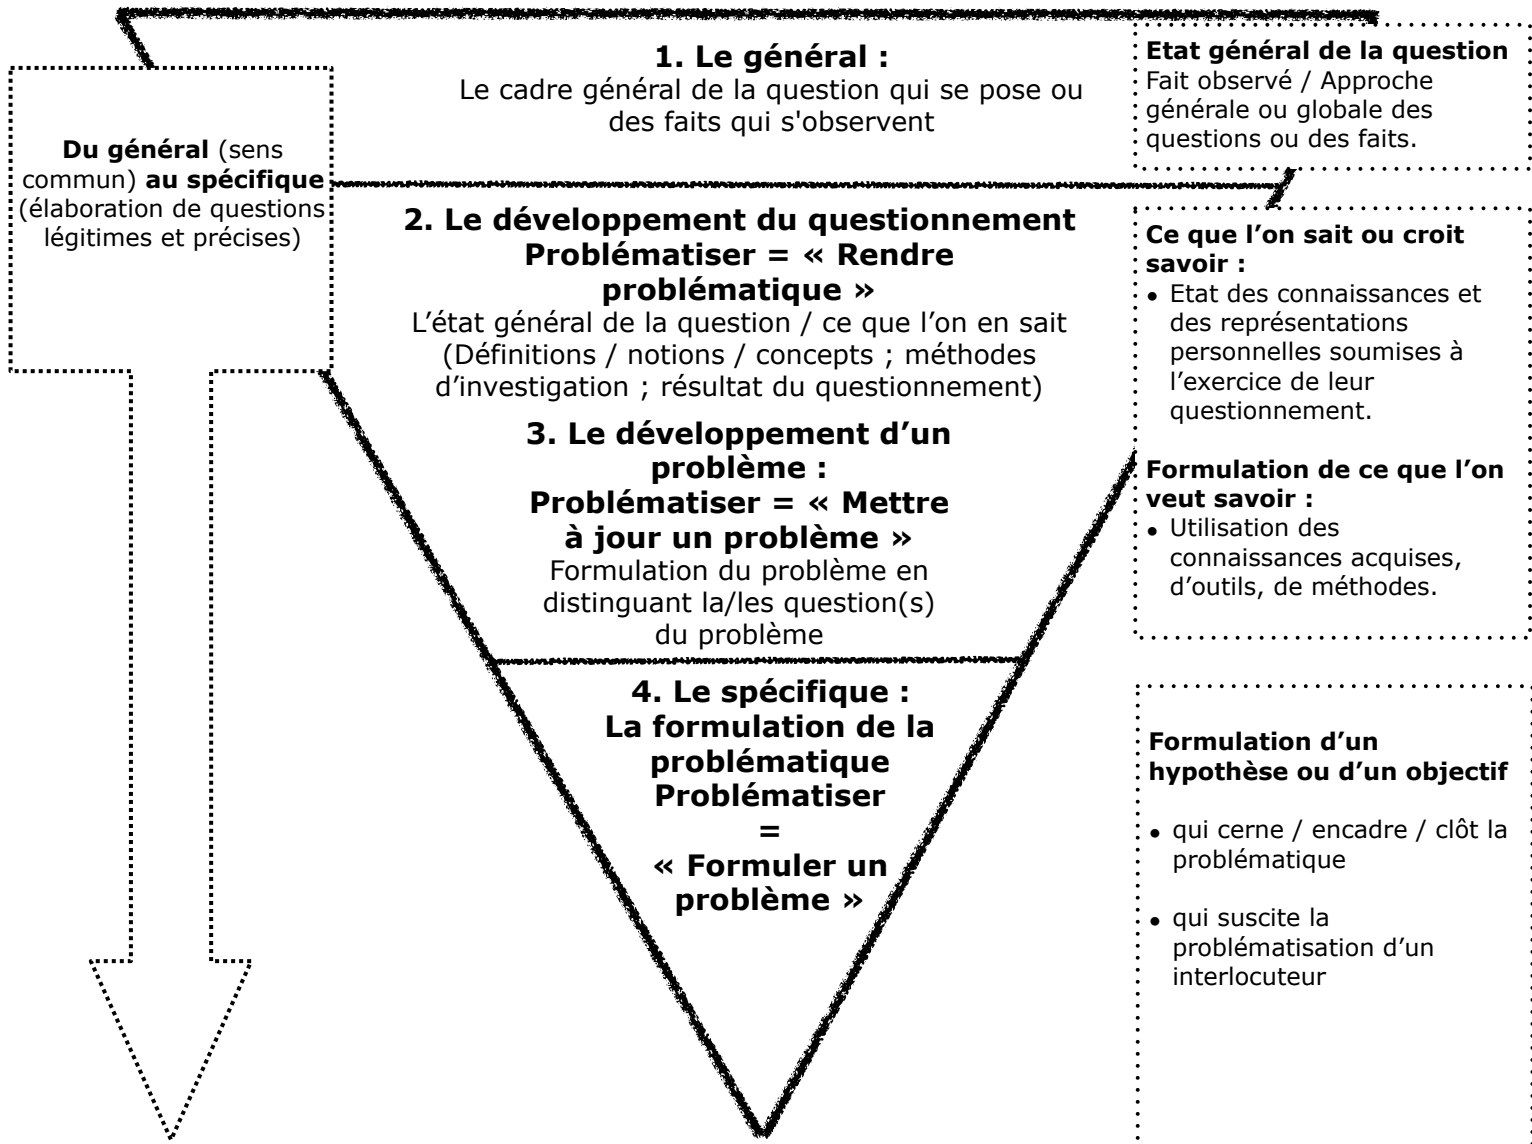 1. Le général :
Le cadre général de la question qui se pose ou
des faits qui s'observent
Etat général de la question
Fait observé / Approche
générale ou globale des
questions ou des faits.
Du général (sens
commun) au spécifique
(élaboration de questions
légitimes et précises)
2. Le développement du questionnement
Problématiser = « Rendre
problématique »
L’état général de la question / ce que l’on en sait
(Définitions / notions / concepts ; méthodes
d’investigation ; résultat du questionnement)
3. Le développement d’un
problème :
Problématiser = « Mettre
à jour un problème »
Formulation du problème en
distinguant la/les question(s)
du problème
Ce que l’on sait ou croit
savoir :
• Etat des connaissances et
des représentations
personnelles soumises à
l’exercice de leur
questionnement.
Formulation de ce que l’on
veut savoir :
• Utilisation des
connaissances acquises,
d’outils, de méthodes.
4. Le spécifique :
La formulation de la
problématique
Problématiser
=
« Formuler un
problème »
Formulation d’un
hypothèse ou d’un objectif
• qui cerne / encadre / clôt la
problématique
• qui suscite la
problématisation d’un
interlocuteur